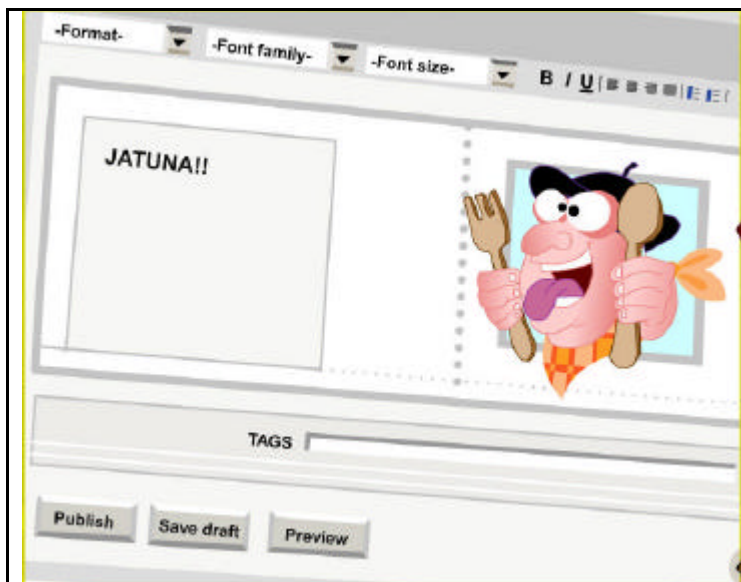 -Format- -Font family- -Font size- B I U
JATUNA!!
TAGS
Publish Save draft Preview